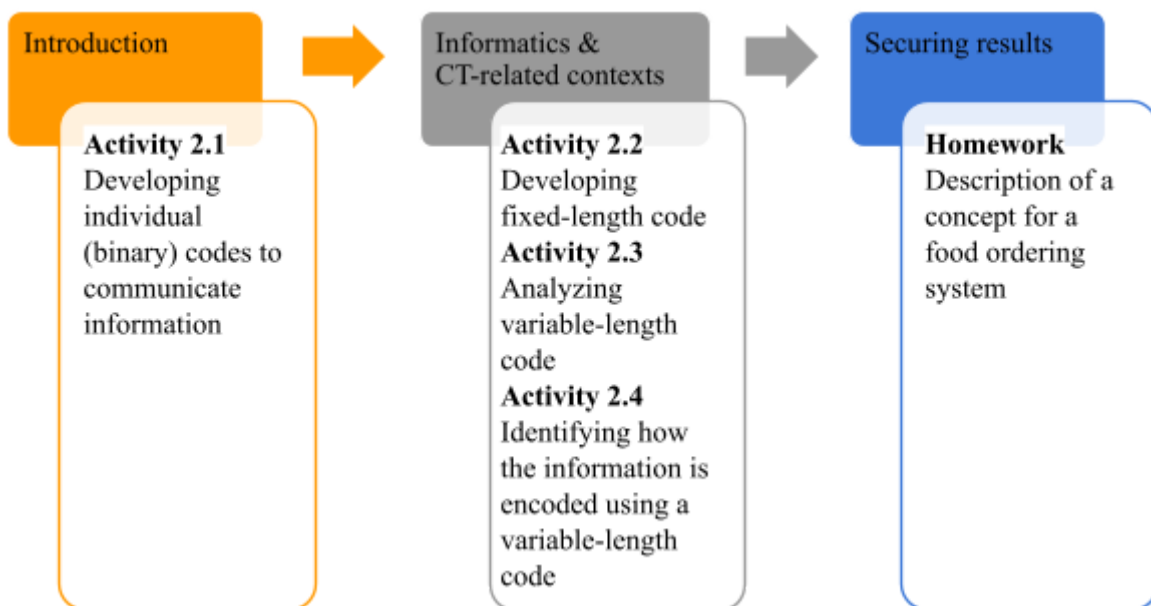 Introduction
Activity 2.1
Developing
individual
(binary) codes to
communicate
information
Informatics &
CT-related contexts
Activity 2.2
Developing
fixed-length code
Activity 2.3
Analyzing
variable-length
code
Activity 2.4
Identifying how
the information is
encoded using a
variable-length
code
Securing results
Homework
Description of a
concept for a
food ordering
system